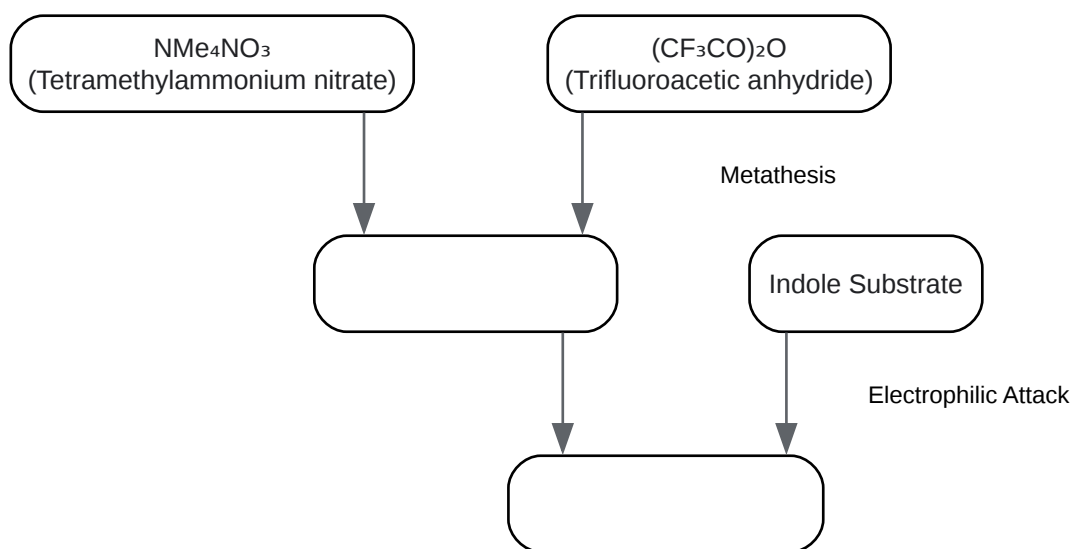 NMe₄NO₃
(Tetramethylammonium nitrate)
(CF₃CO)₂O
(Trifluoroacetic anhydride)
Metathesis
Indole Substrate
Electrophilic Attack